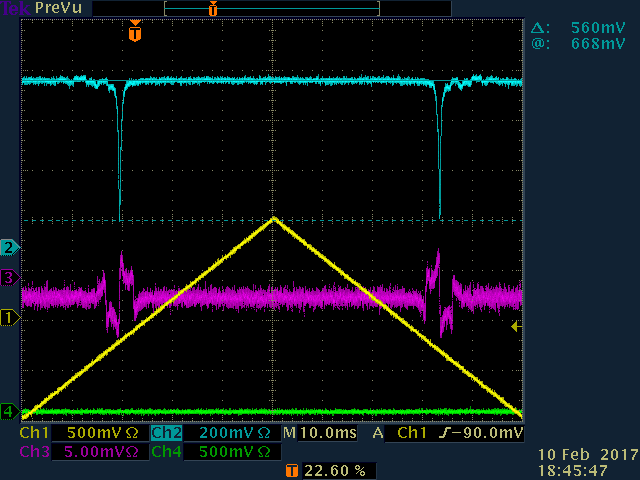 Tek PreVu
T
T
Δ: 560mV
@: 668mV
2
3
1
4
Ch1 500mV Ω Ch2 200mV Ω M 10.0ms A Ch1 ∫ −90.0mV
Ch3 5.00mV Ω Ch4 500mV Ω
T 22.60 %
10 Feb 2017
18:45:47